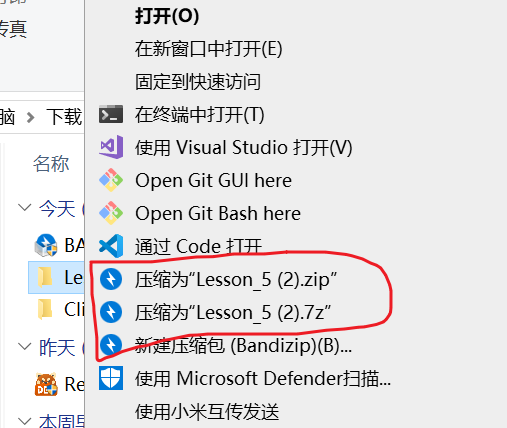 传真
打开(O)
在新窗口中打开(E)
固定到快速访问
脑 > 下载
在终端中打开(T)
使用 Visual Studio 打开(V)
名称
Open Git GUI here
今天
Open Git Bash here
BA
通过 Code 打开
Le
压缩为“Lesson_5 (2).zip”
Cli
压缩为“Lesson_5 (2).7z”
昨天
新建压缩包 (Bandizip)(B)...
Re
使用 Microsoft Defender扫描...
本周早
使用小米互传发送